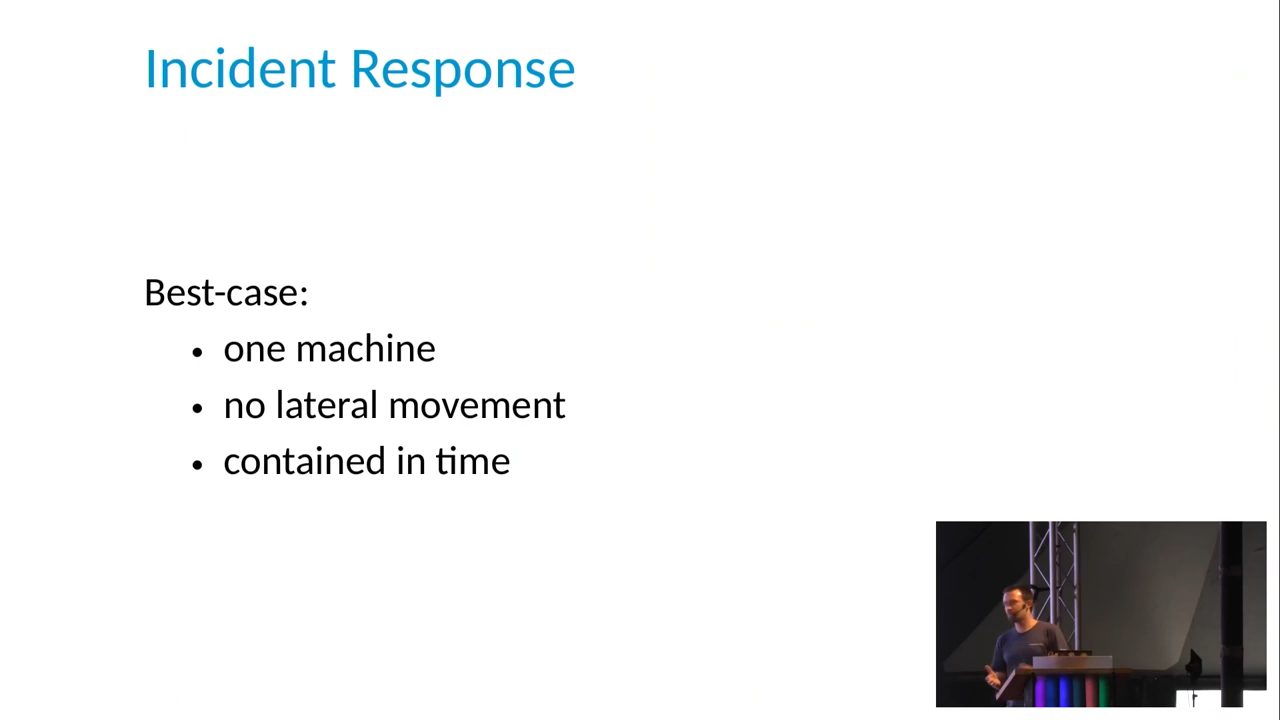 Incident Response
Best-case:
• one machine
• no lateral movement
• contained in time